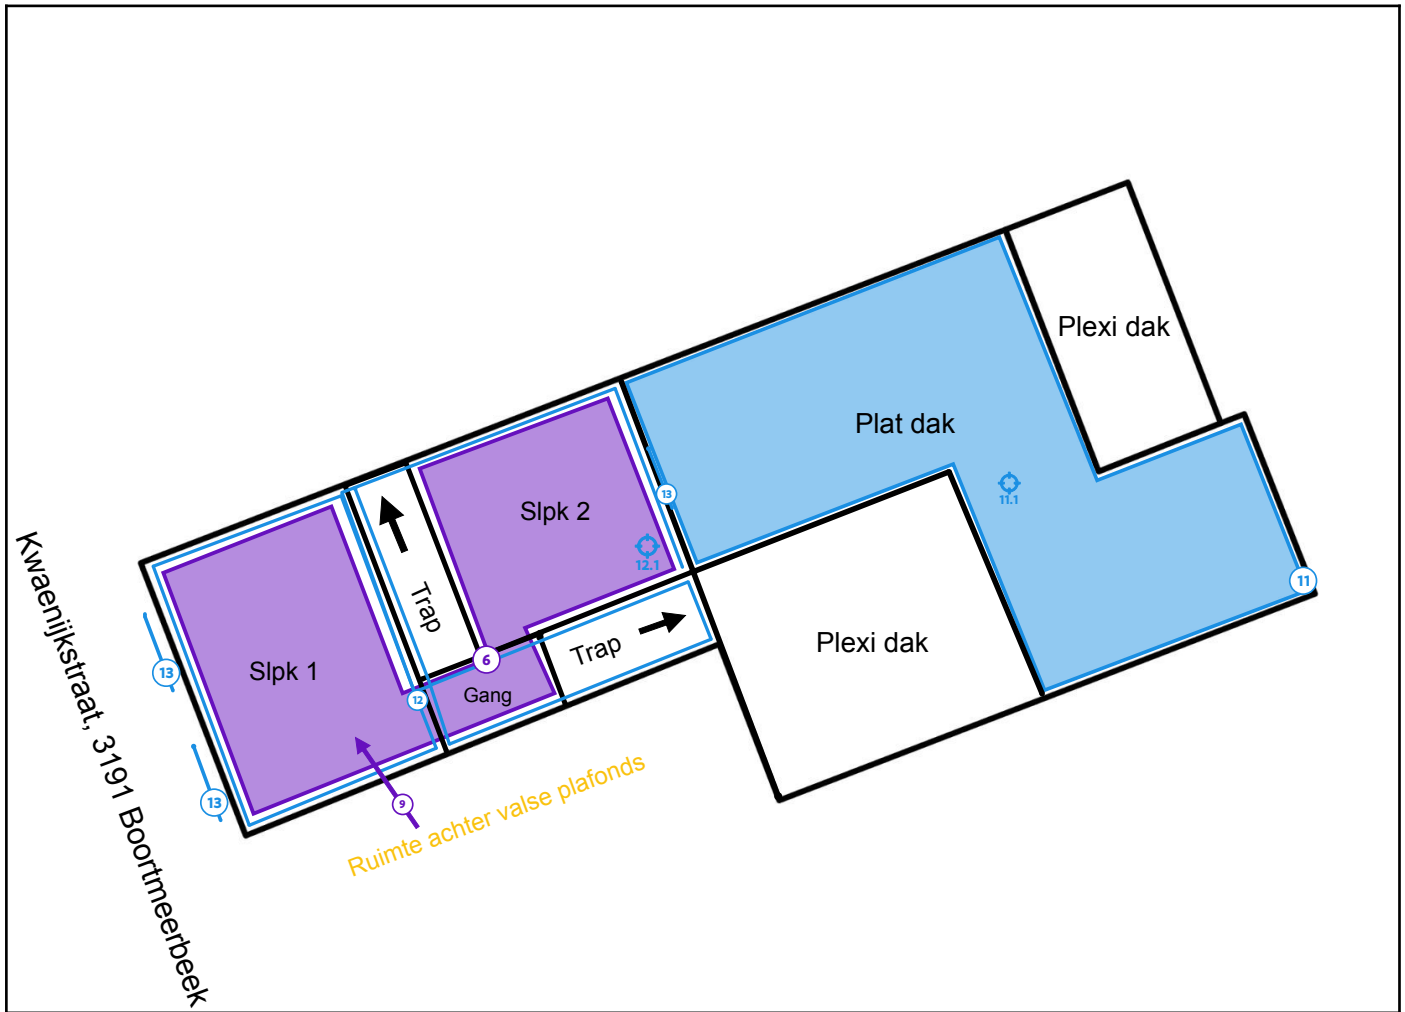 Plexi dak
Plat dak
11.1
Slpk 2
13
12.1
11
Trap
Trap
6
Plexi dak
Slpk 1
13
Gang
12
13
9
Ruimte achter valse plafonds
Kwaenijkstraat, 3191 Boortmeerbeek